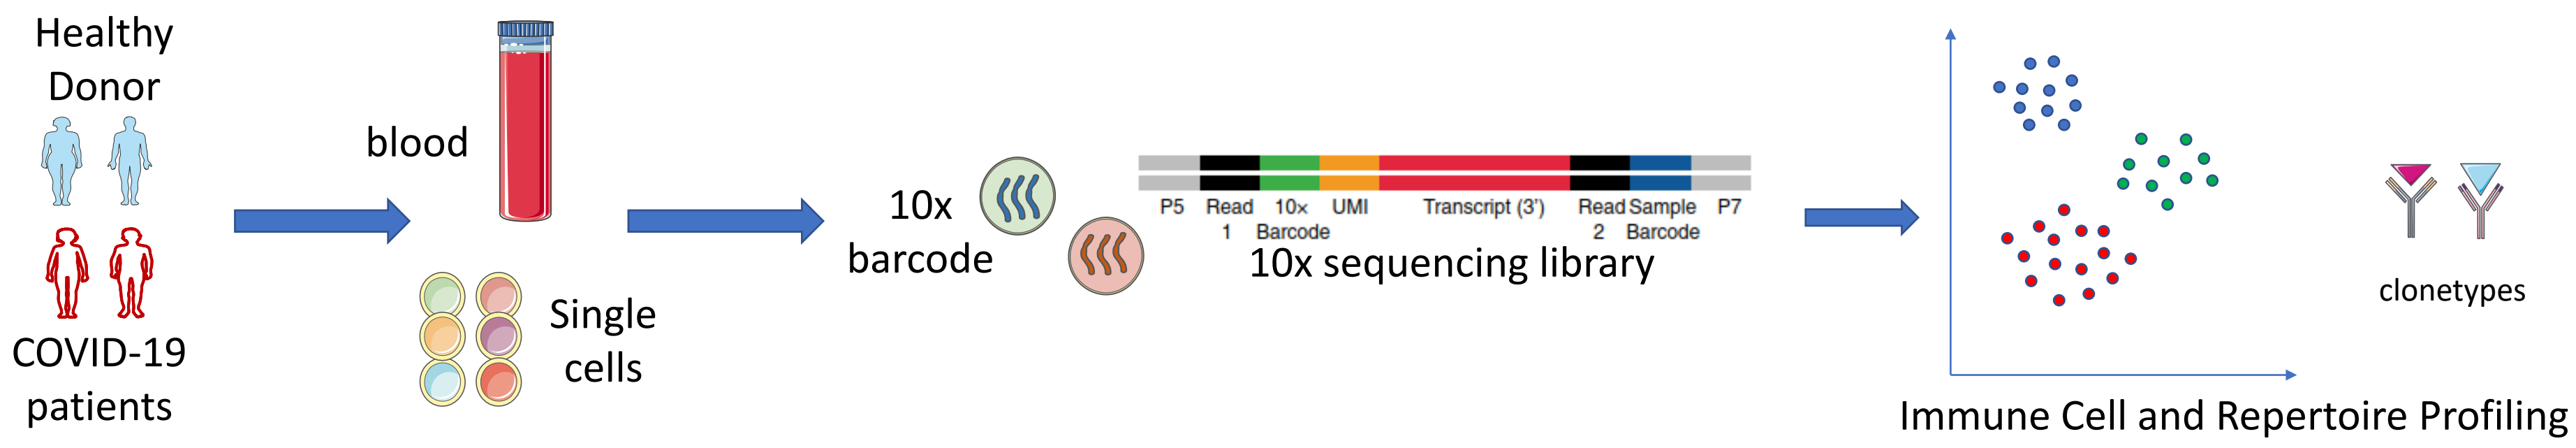 Healthy
Donor
COVID-19
patients
blood
Single
cells
10x
barcode
P5 Read 10x UMI Transcript (3') Read Sample P7
1 Barcode 2 Barcode
10x sequencing library
clonetypes
Immune Cell and Repertoire Profiling